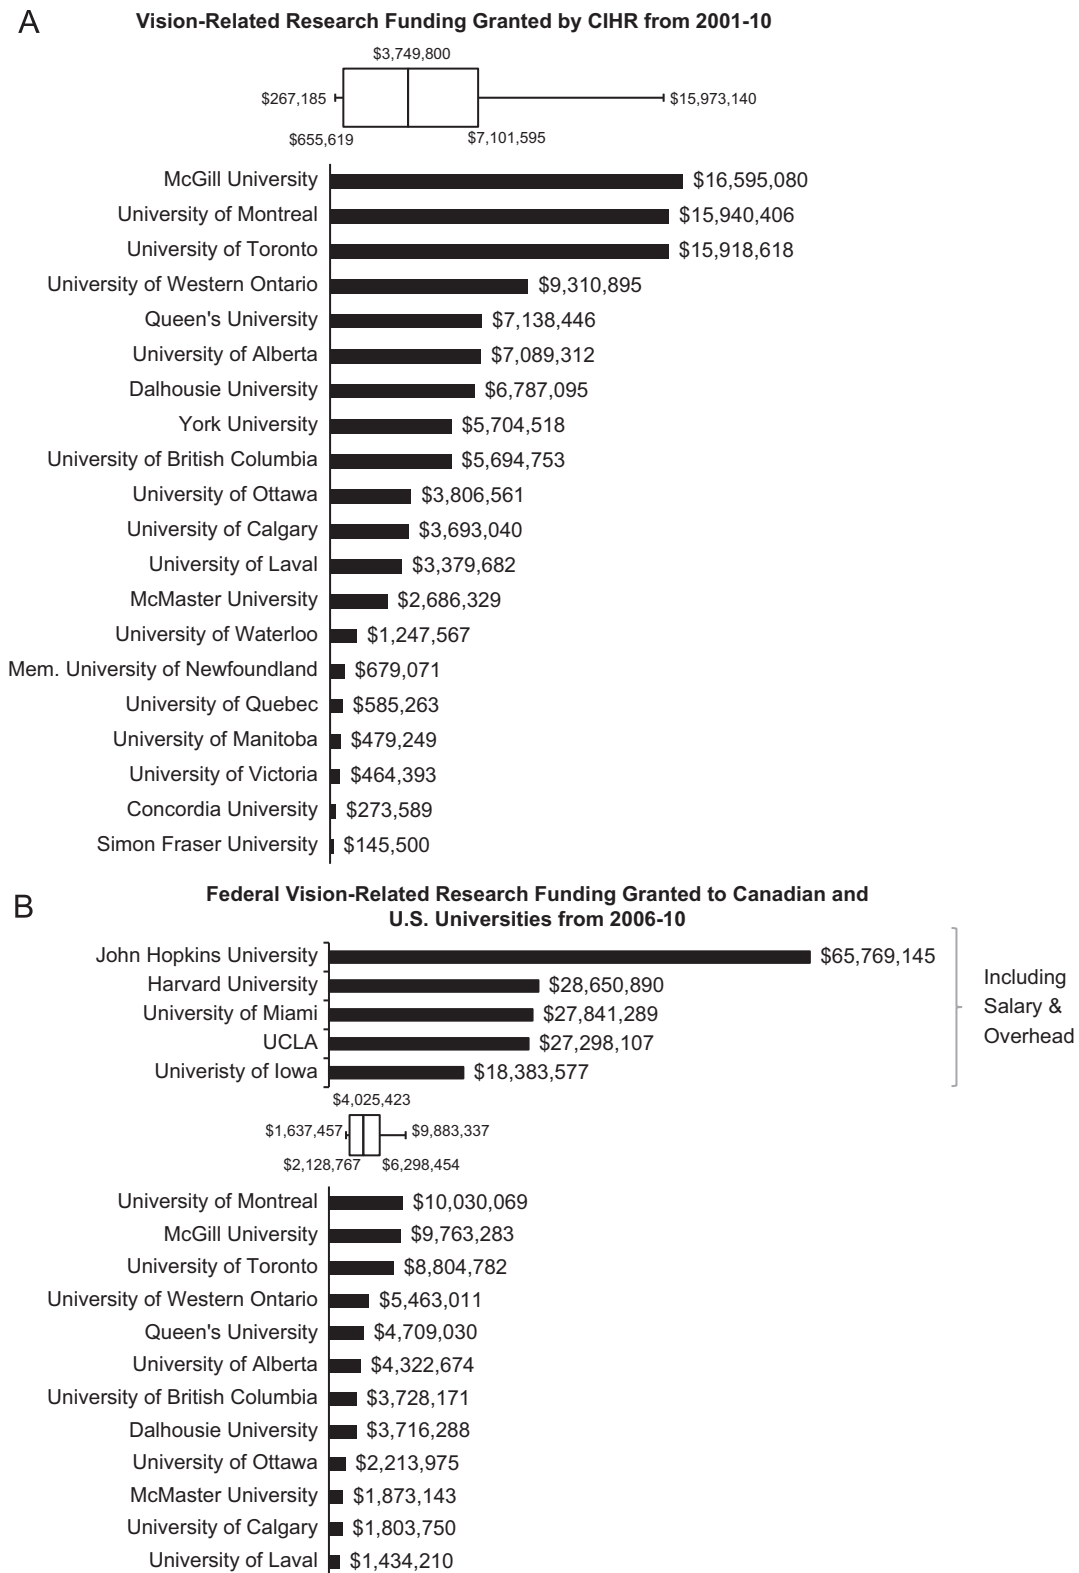 A
Vision-Related Research Funding Granted by CIHR from 2001-10
$3,749,800
$267,185
$15,973,140
$655,619
$7,101,595
McGill University $16,595,080
University of Montreal $15,940,406
University of Toronto $15,918,618
University of Western Ontario $9,310,895
Queen's University $7,138,446
University of Alberta $7,089,312
Dalhousie University $6,787,095
York University $5,704,518
University of British Columbia $5,694,753
University of Ottawa $3,806,561
University of Calgary $3,693,040
University of Laval $3,379,682
McMaster University $2,686,329
University of Waterloo $1,247,567
Mem. University of Newfoundland $679,071
University of Quebec $585,263
University of Manitoba $479,249
University of Victoria $464,393
Concordia University $273,589
Simon Fraser University $145,500
B
Federal Vision-Related Research Funding Granted to Canadian and
U.S. Universities from 2006-10
John Hopkins University $65,769,145
Harvard University $28,650,890
University of Miami $27,841,289
UCLA $27,298,107
Univeristy of Iowa $18,383,577
Including
Salary &
Overhead
$4,025,423
$1,637,457
$9,883,337
$2,128,767
$6,298,454
University of Montreal $10,030,069
McGill University $9,763,283
University of Toronto $8,804,782
University of Western Ontario $5,463,011
Queen's University $4,709,030
University of Alberta $4,322,674
University of British Columbia $3,728,171
Dalhousie University $3,716,288
University of Ottawa $2,213,975
McMaster University $1,873,143
University of Calgary $1,803,750
University of Laval $1,434,210